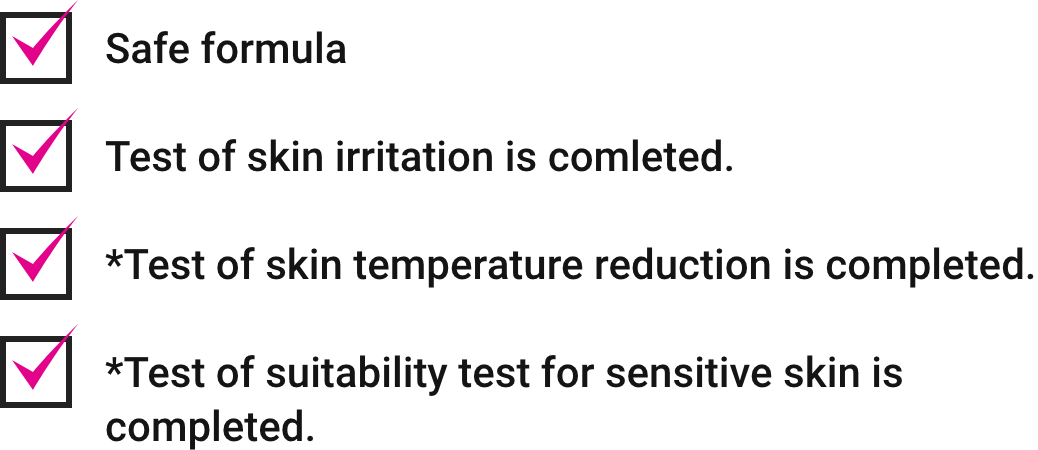 Safe formula
Test of skin irritation is comleted.
*Test of skin temperature reduction is completed.
*Test of suitability test for sensitive skin is
completed.